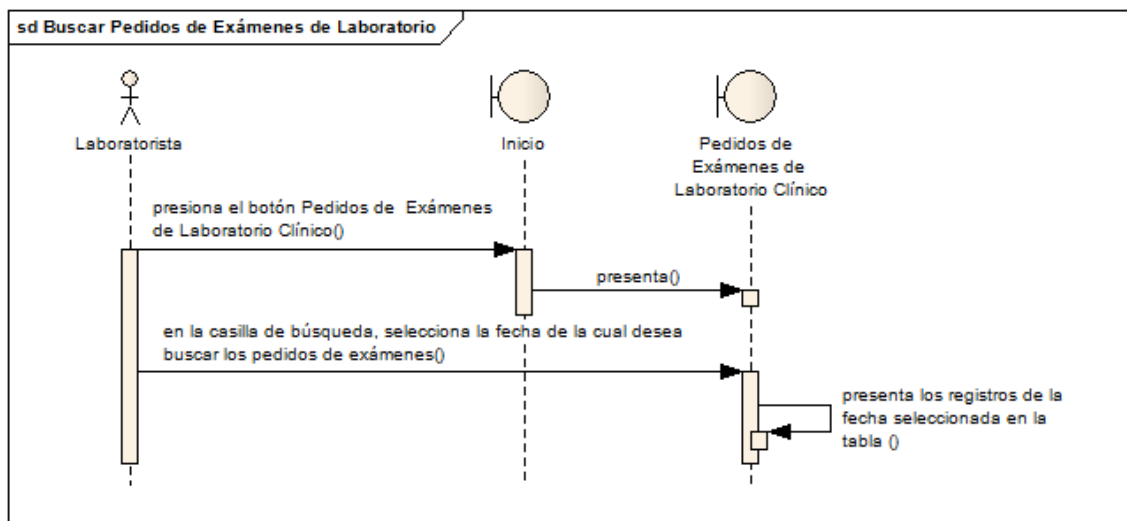 sd Buscar Pedidos de Exámenes de Laboratorio
Laboratorista
Inicio
Pedidos de
Exámenes de
Laboratorio Clínico
presiona el botón Pedidos de Exámenes
de Laboratorio Clínico()
presenta()
en la casilla de búsqueda, selecciona la fecha de la cual desea
buscar los pedidos de exámenes()
presenta los registros de la
fecha seleccionada en la
tabla ()